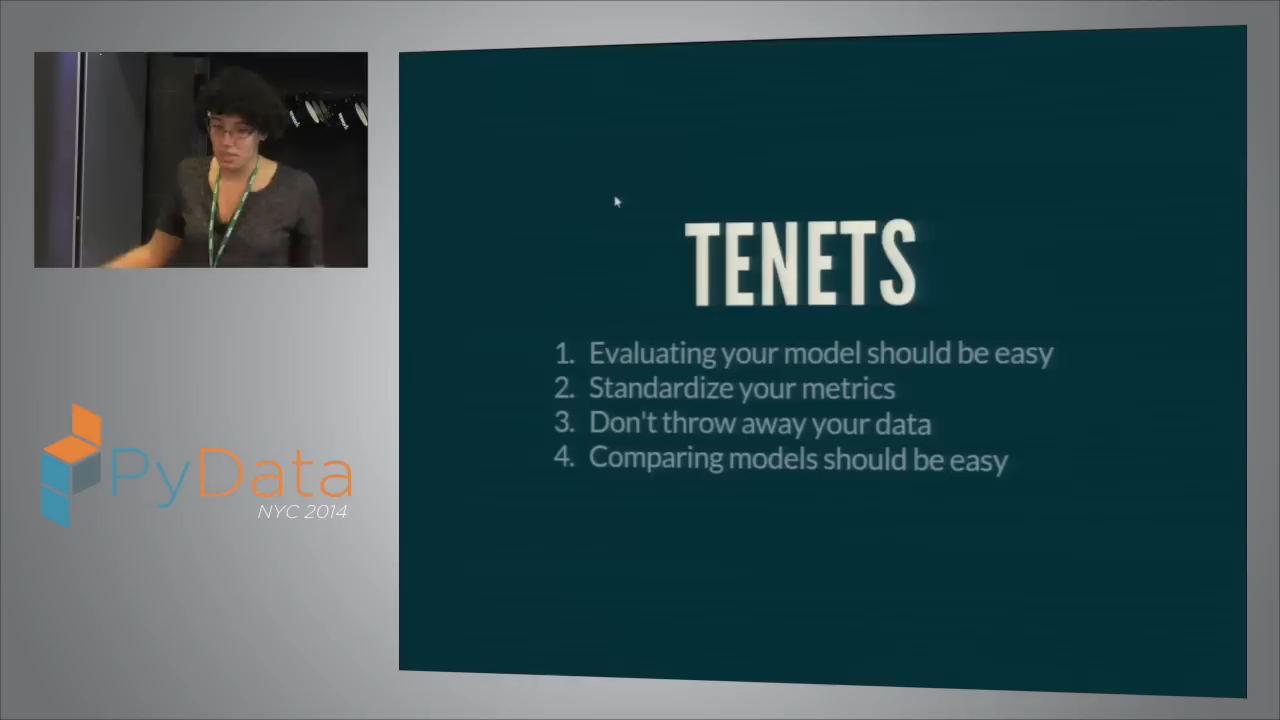 TENETS
1. Evaluating your model should be easy
2. Standardize your metrics
3. Don't throw away your data
4. Comparing models should be easy
PyData
NYC 2014